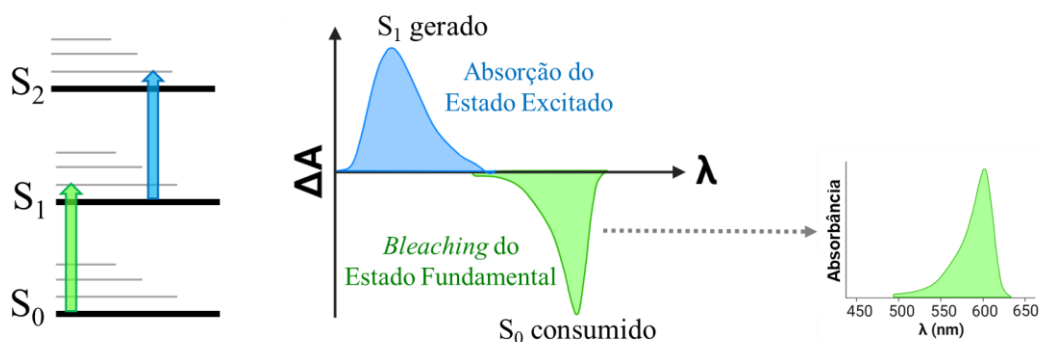 S₂
S₁
S₀
S₁ gerado
Absorção do
Estado Excitado
ΔA
λ
Bleaching do
Estado Fundamental
S₀ consumido
Absorbância
450 500 550 600 650
λ (nm)